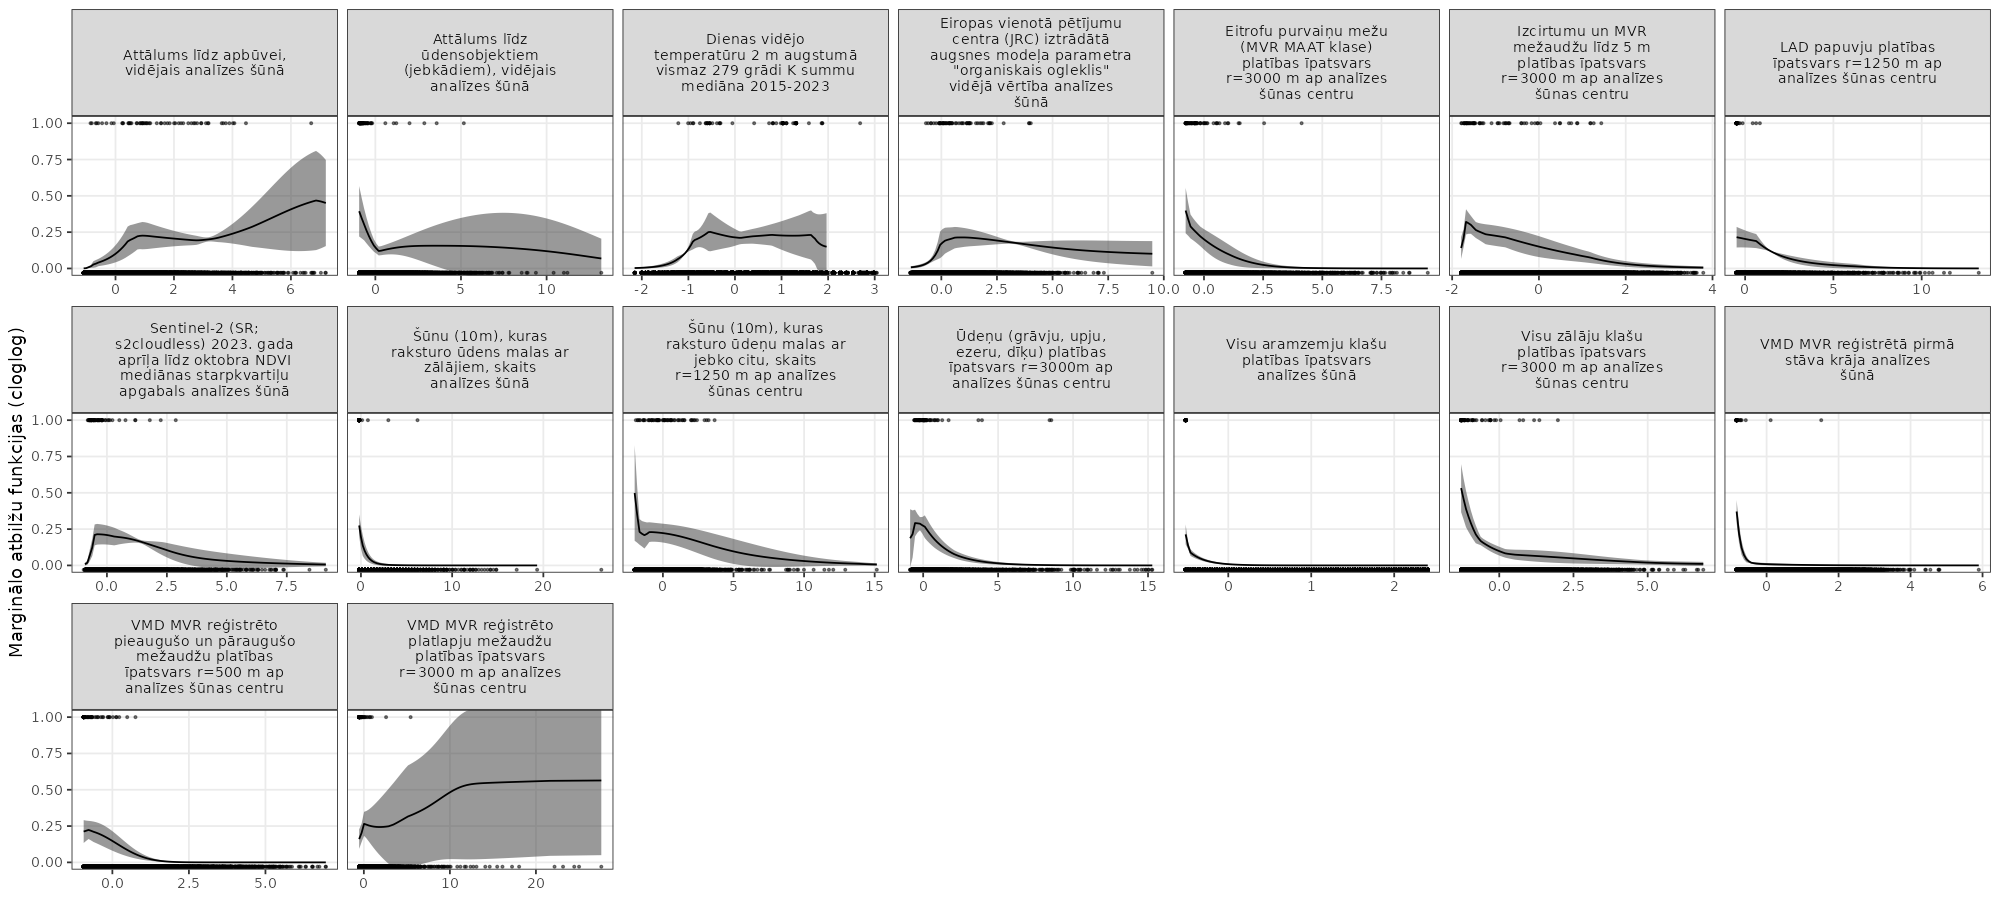 Attālums līdz apbūvei,
vidējais analīzes šūnā
Attālums līdz
ūdensobjektiem
(jebkādiem), vidējais
analīzes šūnā
Dienas vidējo
temperatūru 2 m augstumā
vismaz 279 grādi K summu
mediāna 2015-2023
Eiropas vienotā pētījumu
centra (JRC) iztrādātā
augsnes modeļa parametra
"organiskais ogleklis"
vidējā vērtība analīzes
šūnā
Eitrofu purvaiņu mežu
(MVR MAAT klase)
platības īpatsvars
r=3000 m ap analīzes
šūnas centru
Izcirtumu un MVR
mežaudžu līdz 5 m
platības īpatsvars
r=3000 m ap analīzes
šūnas centru
LAD papuvju platības
īpatsvars r=1250 m ap
analīzes šūnas centru
1.00
0.75
0.50
0.25
0.00
0 2 4 6
0 5 10
-2 -1 0 1 2 3
0.0 2.5 5.0 7.5 10.0
0.0 2.5 5.0 7.5
-2 0 2 4
0 5 10
Sentinel-2 (SR;
s2cloudless) 2023. gada
aprīļa līdz oktobra NDVI
mediānas starpkvartiļu
apgabals analīzes šūnā
Šūnu (10m), kuras
raksturo ūdens malas ar
zālājiem, skaits
analīzes šūnā
Šūnu (10m), kuras
raksturo ūdeņu malas ar
jebko citu, skaits
r=1250 m ap analīzes
šūnas centru
Ūdeņu (grāvju, upju,
ezeru, dīķu) platības
īpatsvars r=3000m ap
analīzes šūnas centru
Visu aramzemju klašu
platības īpatsvars
analīzes šūnā
Visu zālāju klašu
platības īpatsvars
r=3000 m ap analīzes
šūnas centru
VMD MVR reģistrētā pirmā
stāva krāja analīzes
šūnā
Marginālo atbilžu funkcijas (cloglog)
1.00
0.75
0.50
0.25
0.00
0.0 2.5 5.0 7.5
0 10 20
0 5 10 15
0 5 10 15
0 1 2
0.0 2.5 5.0
0 2 4 6
VMD MVR reģistrēto
pieaugušo un pāraugušo
mežaudžu platības
īpatsvars r=500 m ap
analīzes šūnas centru
VMD MVR reģistrēto
platlapju mežaudžu
platības īpatsvars
r=3000 m ap analīzes
šūnas centru
1.00
0.75
0.50
0.25
0.00
0.0 2.5 5.0
0 10 20